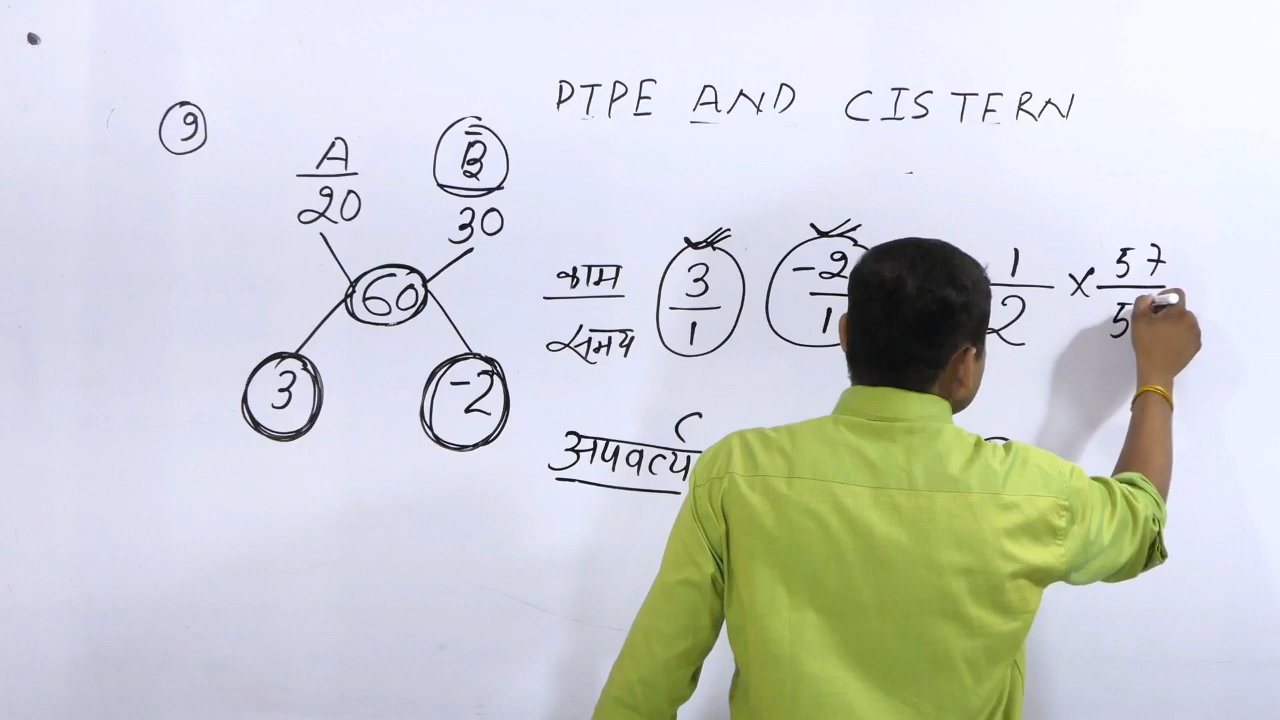 PIPE AND CISTERN
9
A B
20 30
60
3 -2
काम 3 -2 1 × 57
समय 1 1 2 5
अपवर्त्य